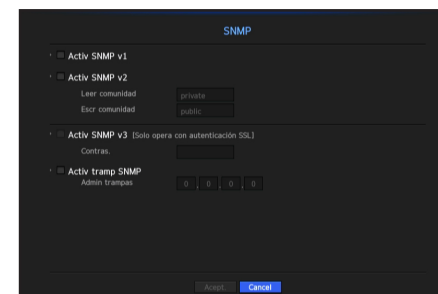 SNMP
Activ SNMP v1
Activ SNMP v2
Leer comunidad private
Escr comunidad public
Activ SNMP v3 [Solo opera con autenticación SSL]
Contras.
Activ tramp SNMP
Admin trampas 0 . 0 . 0 . 0
Acept. Cancel